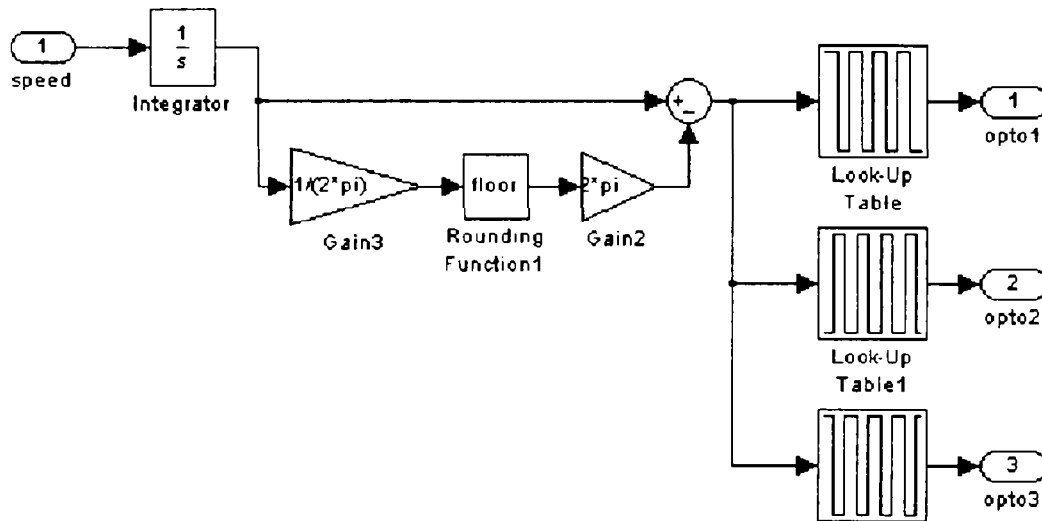 1
speed
1
s
Integrator
1/(2*pi)
Gain3
floor
Rounding
Function1
2*pi
Gain2
+
-
Look-Up
Table
1
opto1
Look-Up
Table1
2
opto2
3
opto3